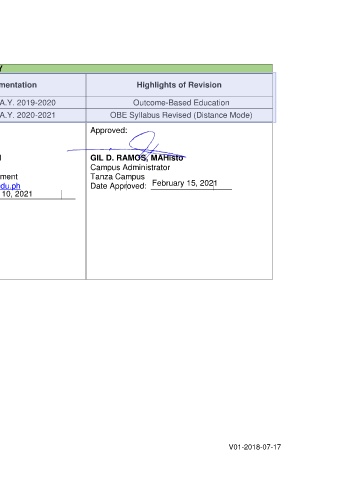 Y
mentation Highlights of Revision
A.Y. 2019-2020 Outcome-Based Education
A.Y. 2020-2021 OBE Syllabus Revised (Distance Mode)
Approved:
GIL D. RAMOS, MAHisto
Campus Administrator
ment Tanza Campus
du.ph Date Approved: February 15, 2021
10, 2021
V01-2018-07-17